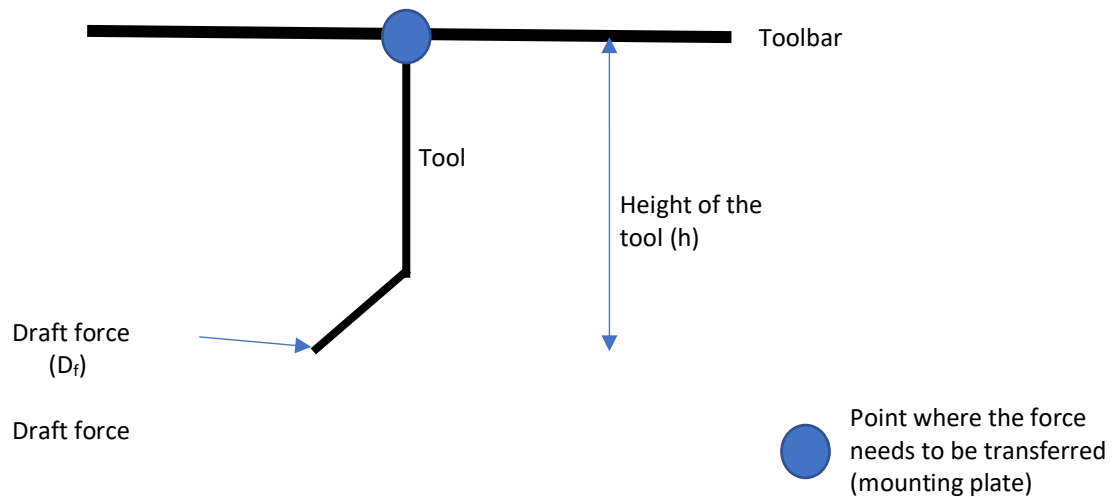 Toolbar
Tool
Height of the
tool (h)
Draft force
(Df)
Draft force
Point where the force
needs to be transferred
(mounting plate)